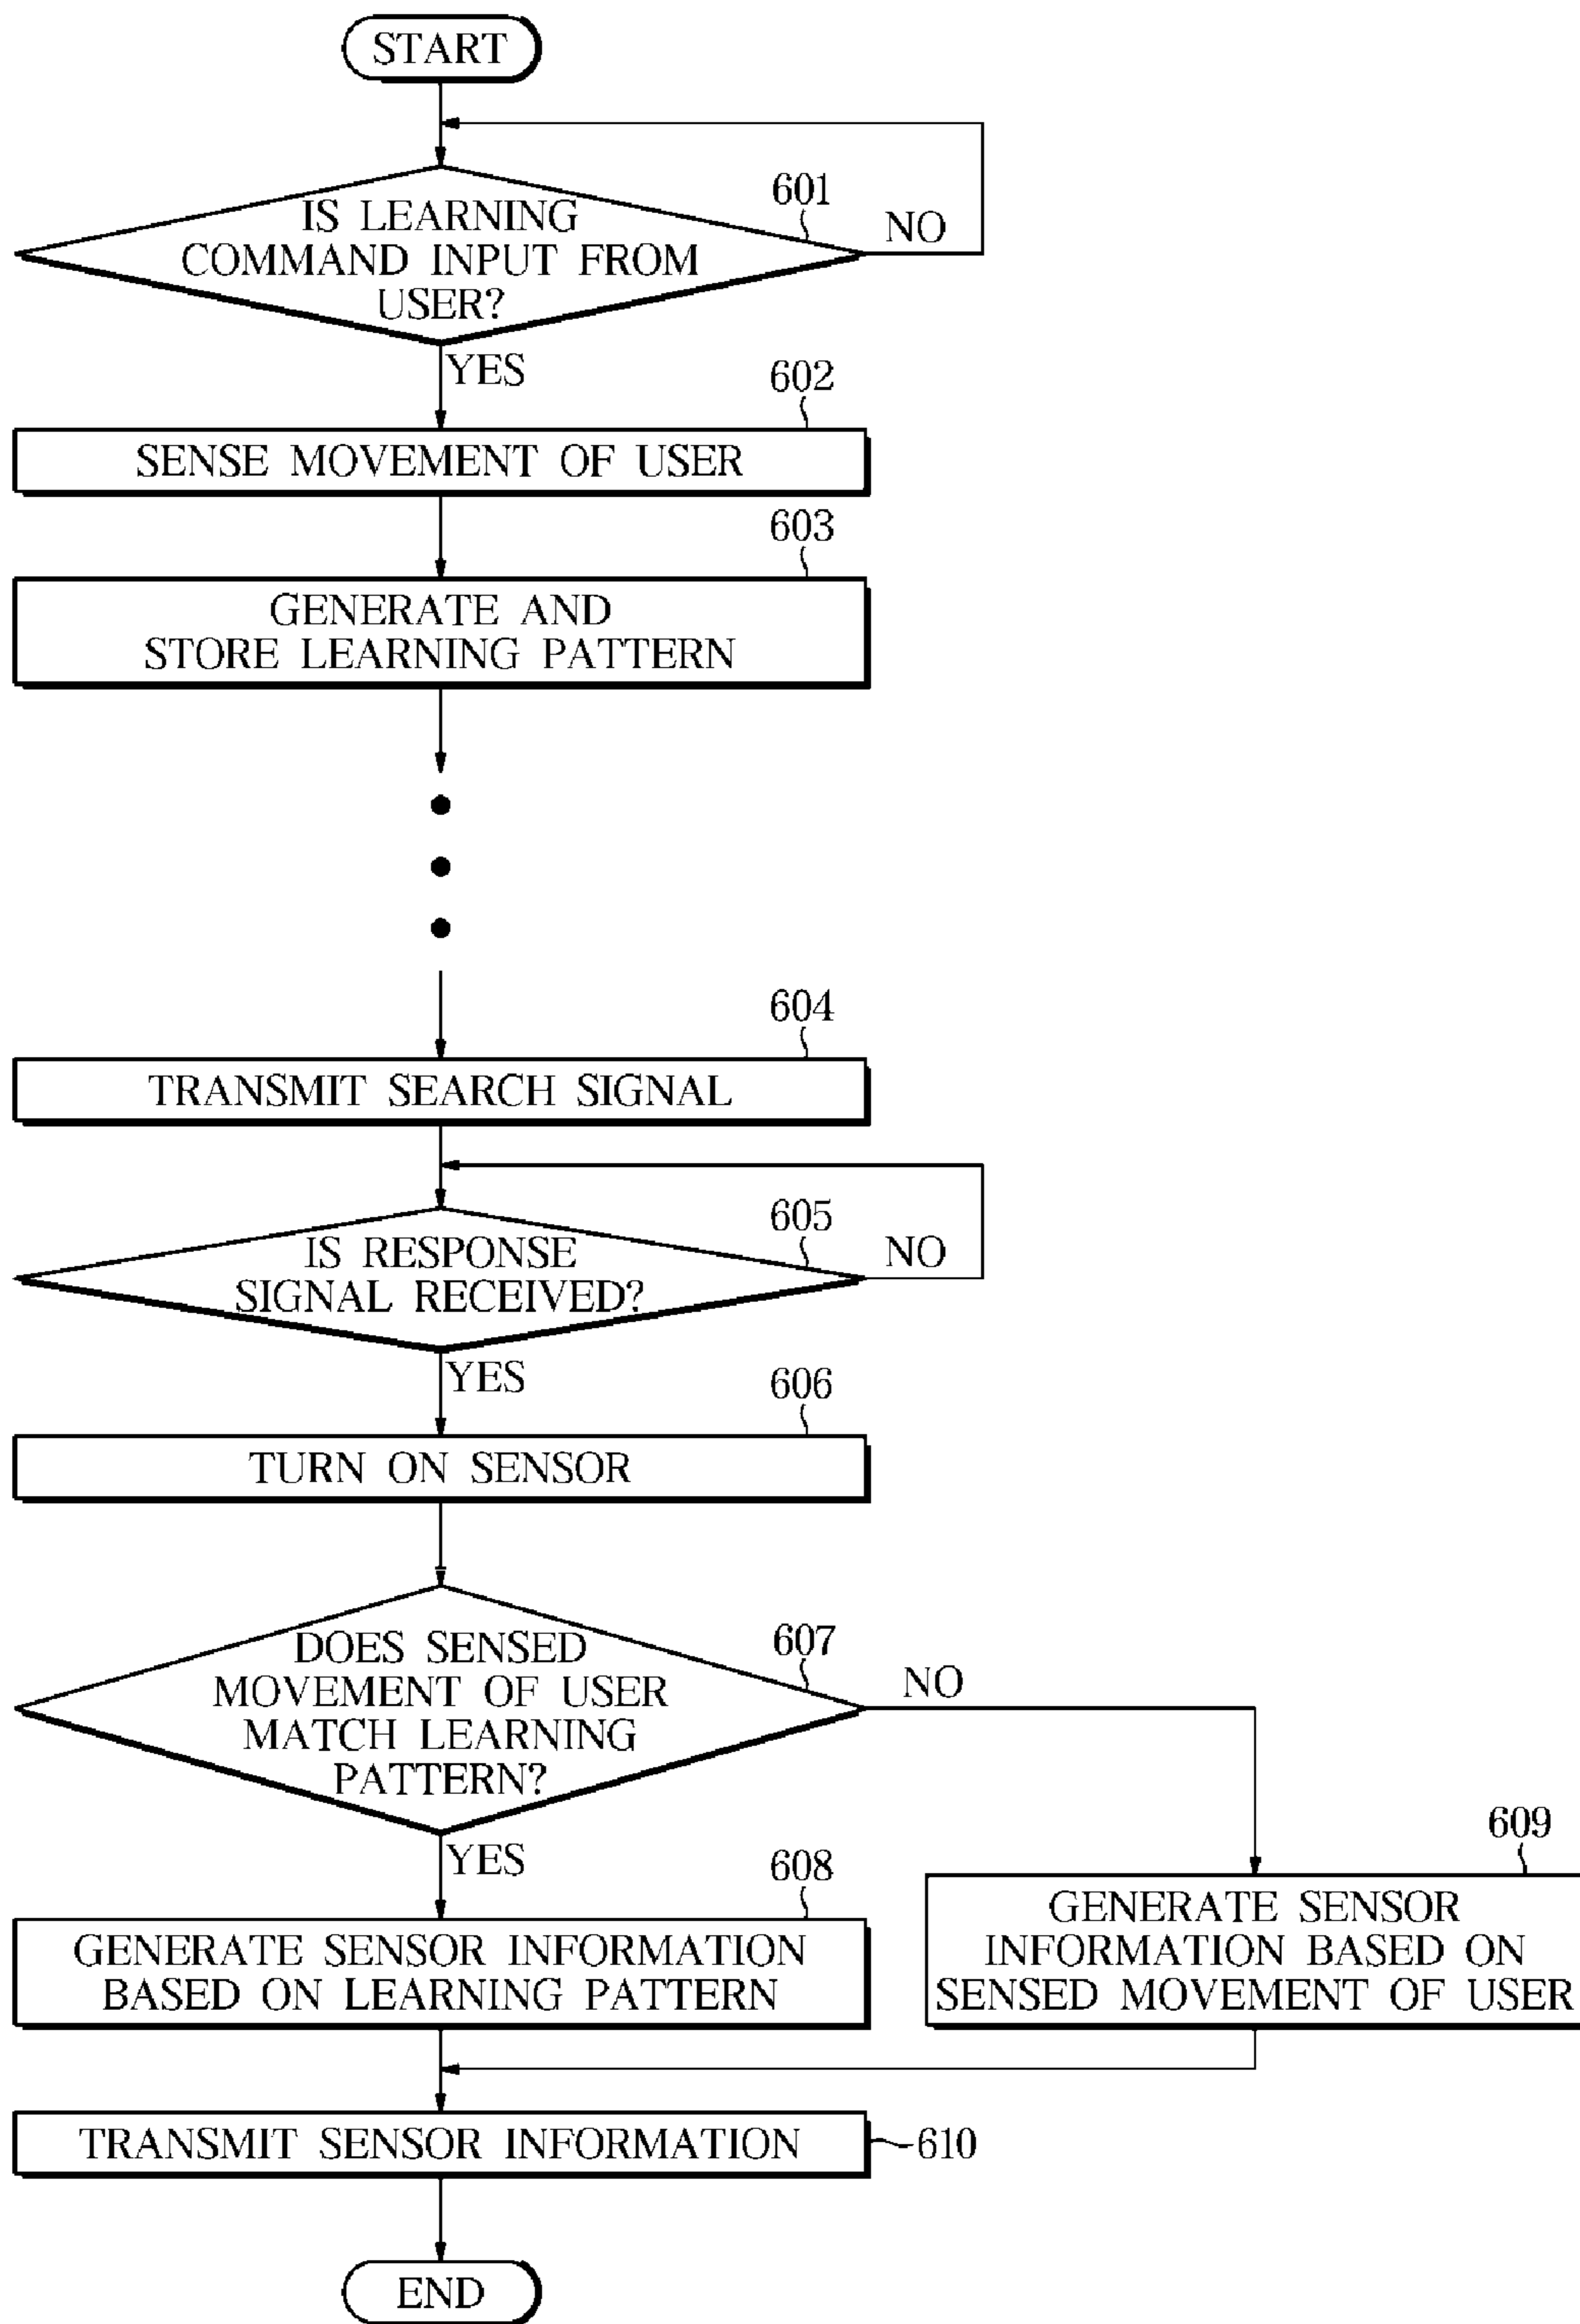 START
601
IS LEARNING
COMMAND INPUT FROM
USER?
NO
YES
602
SENSE MOVEMENT OF USER
603
GENERATE AND
STORE LEARNING PATTERN
604
TRANSMIT SEARCH SIGNAL
605
IS RESPONSE
SIGNAL RECEIVED?
NO
YES
606
TURN ON SENSOR
607
DOES SENSED
MOVEMENT OF USER
MATCH LEARNING
PATTERN?
NO
YES
608
GENERATE SENSOR INFORMATION
BASED ON LEARNING PATTERN
609
GENERATE SENSOR
INFORMATION BASED ON
SENSED MOVEMENT OF USER
TRANSMIT SENSOR INFORMATION
610
END